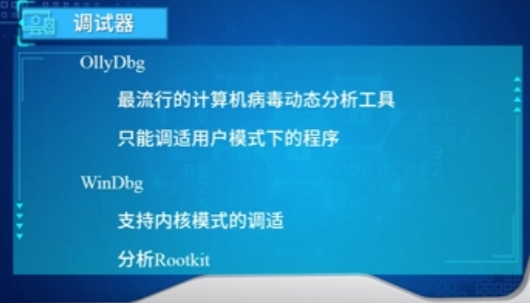 调试器
OllyDbg
最流行的计算机病毒动态分析工具
只能调适用户模式下的程序
WinDbg
支持内核模式的调适
分析Rootkit